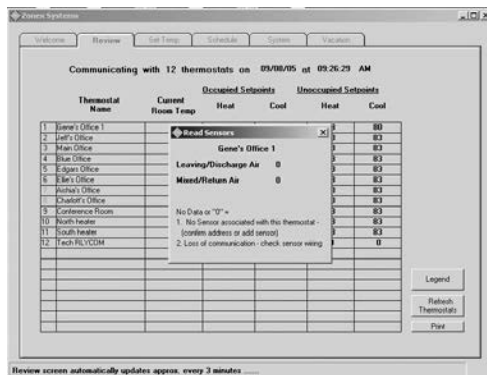 Zonex Systems
Welcome Review Set Temp Schedule System Vacation
Communicating with 12 thermostats on 09/08/05 at 09:26:29 AM
Occupied Setpoints Unoccupied Setpoints
Thermostat Name Current Room Temp Heat Cool Heat Cool
1 Gene's Office 1 80
2 Jeff's Office 83
3 Main Office 83
4 Blue Office 83
5 Edgars Office 83
6 Ellie's Office 83
Aishia's Office 83
Charlott's Office 83
9 Conference Room 83
10 North heater 83
11 South heater 83
12 Tech RLYCOM 0
Read Sensors
Gene's Office 1
Leaving/Discharge Air 0
Mixed/Return Air 0
No Data or "0" =
1. No Sensor associated with this thermostat -
(confirm address or add sensor)
2. Loss of communication - check sensor wiring
Legend
Refresh
Thermostats
Print
Review screen automatically updates approx. every 3 minutes ......